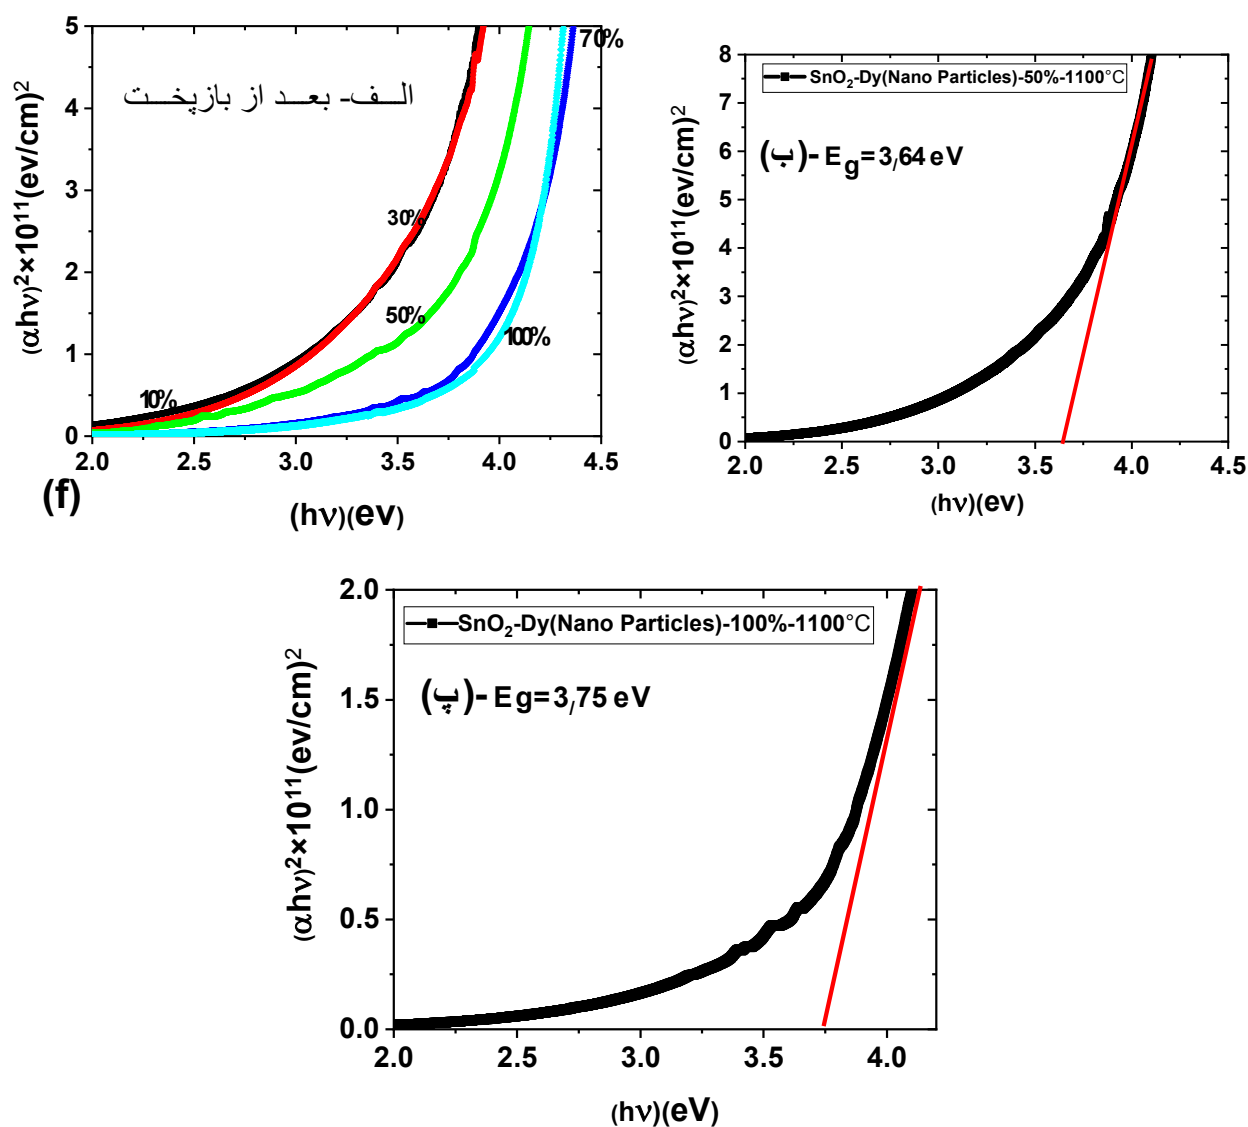 5
4
3
2
1
0
(αhν)²×10¹¹(ev/cm)²
الف- بعد از بازپخت
70%
30%
50%
100%
10%
2.0 2.5 3.0 3.5 4.0 4.5
(f)
(hν)(ev)
8
7
6
5
4
3
2
1
0
(αhν)²×10¹¹(ev/cm)²
SnO₂-Dy(Nano Particles)-50%-1100°C
(ب)- Eg=3/64 eV
2.0 2.5 3.0 3.5 4.0 4.5
(hν)(ev)
2.0
1.5
1.0
0.5
0.0
(αhν)²×10¹¹(ev/cm)²
SnO₂-Dy(Nano Particles)-100%-1100°C
(پ)- Eg=3/75 eV
2.0 2.5 3.0 3.5 4.0
(hν)(eV)